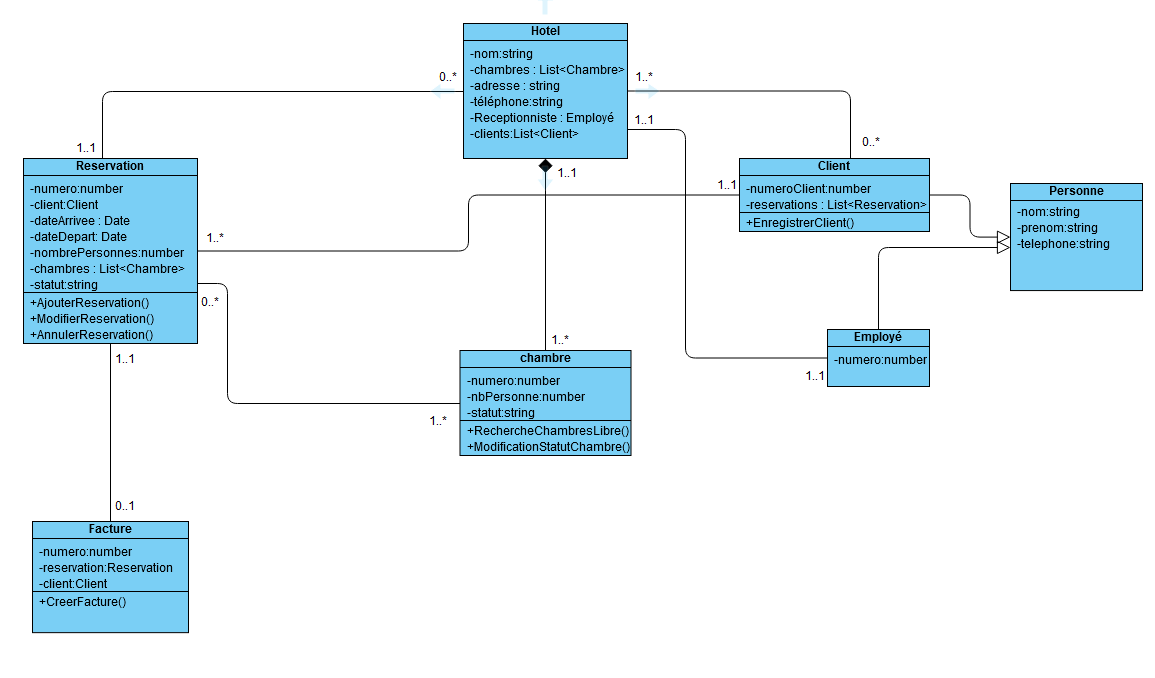 Hotel
-nom:string
-chambres : List<Chambre>
-adresse : string
-téléphone:string
-Receptionniste : Employé
-clients:List<Client>
0..*
1..*
1..1
1..1
0..*
1..1
Reservation
-numero:number
-client:Client
-dateArrivee : Date
-dateDepart: Date
-nombrePersonnes:number
-chambres : List<Chambre>
-statut:string
+AjouterReservation()
+ModifierReservation()
+AnnulerReservation()
1..1
1..*
0..*
1..1
Client
-numeroClient:number
-reservations : List<Reservation>
+EnregistrerClient()
Personne
-nom:string
-prenom:string
-telephone:string
1..*
chambre
-numero:number
-nbPersonne:number
-statut:string
+RechercheChambresLibre()
+ModificationStatutChambre()
1..*
Employé
-numero:number
1..1
0..1
Facture
-numero:number
-reservation:Reservation
-client:Client
+CreerFacture()